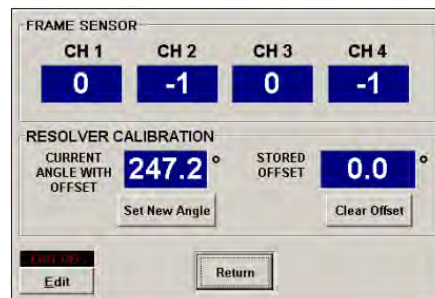 FRAME SENSOR
CH 1 CH 2 CH 3 CH 4
0 -1 0 -1
RESOLVER CALIBRATION
CURRENT ANGLE WITH OFFSET 247.2 ° STORED OFFSET 0.0 °
Set New Angle Clear Offset
Edit Return